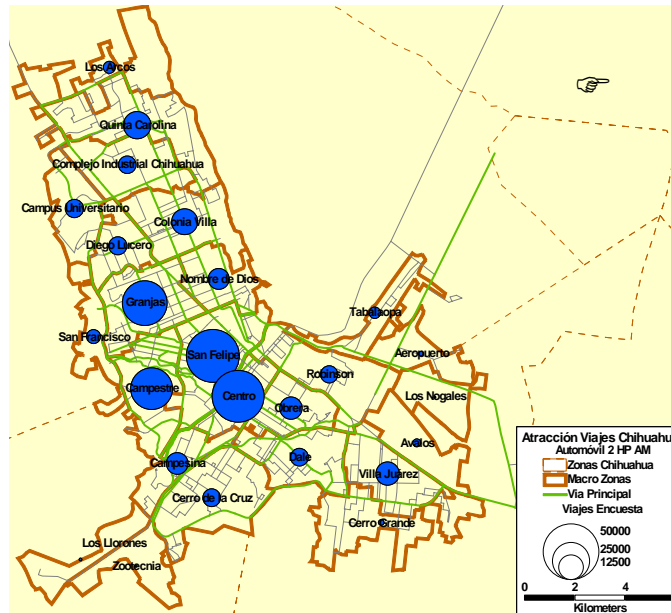 Los Arcos
Quinta Carolina
Complejo Industrial Chihuahua
Campus Universitario
Colonia Villa
Diego Lucero
Nombre de Dios
Granjas
Tabalaopa
San Francisco
San Felipe
Aeropuerto
Robinson
Campestre
Centro
Los Nogales
Obrera
Avalos
Campesina
Dale
Villa Juárez
Cerro de la Cruz
Cerro Grande
Los Llorones
Zootecnia
Atracción Viajes Chihuahu
Automóvil 2 HP AM
Zonas Chihuahua
Macro Zonas
Via Principal
Viajes Encuesta
50000
25000
12500
0 2 4
Kilometers